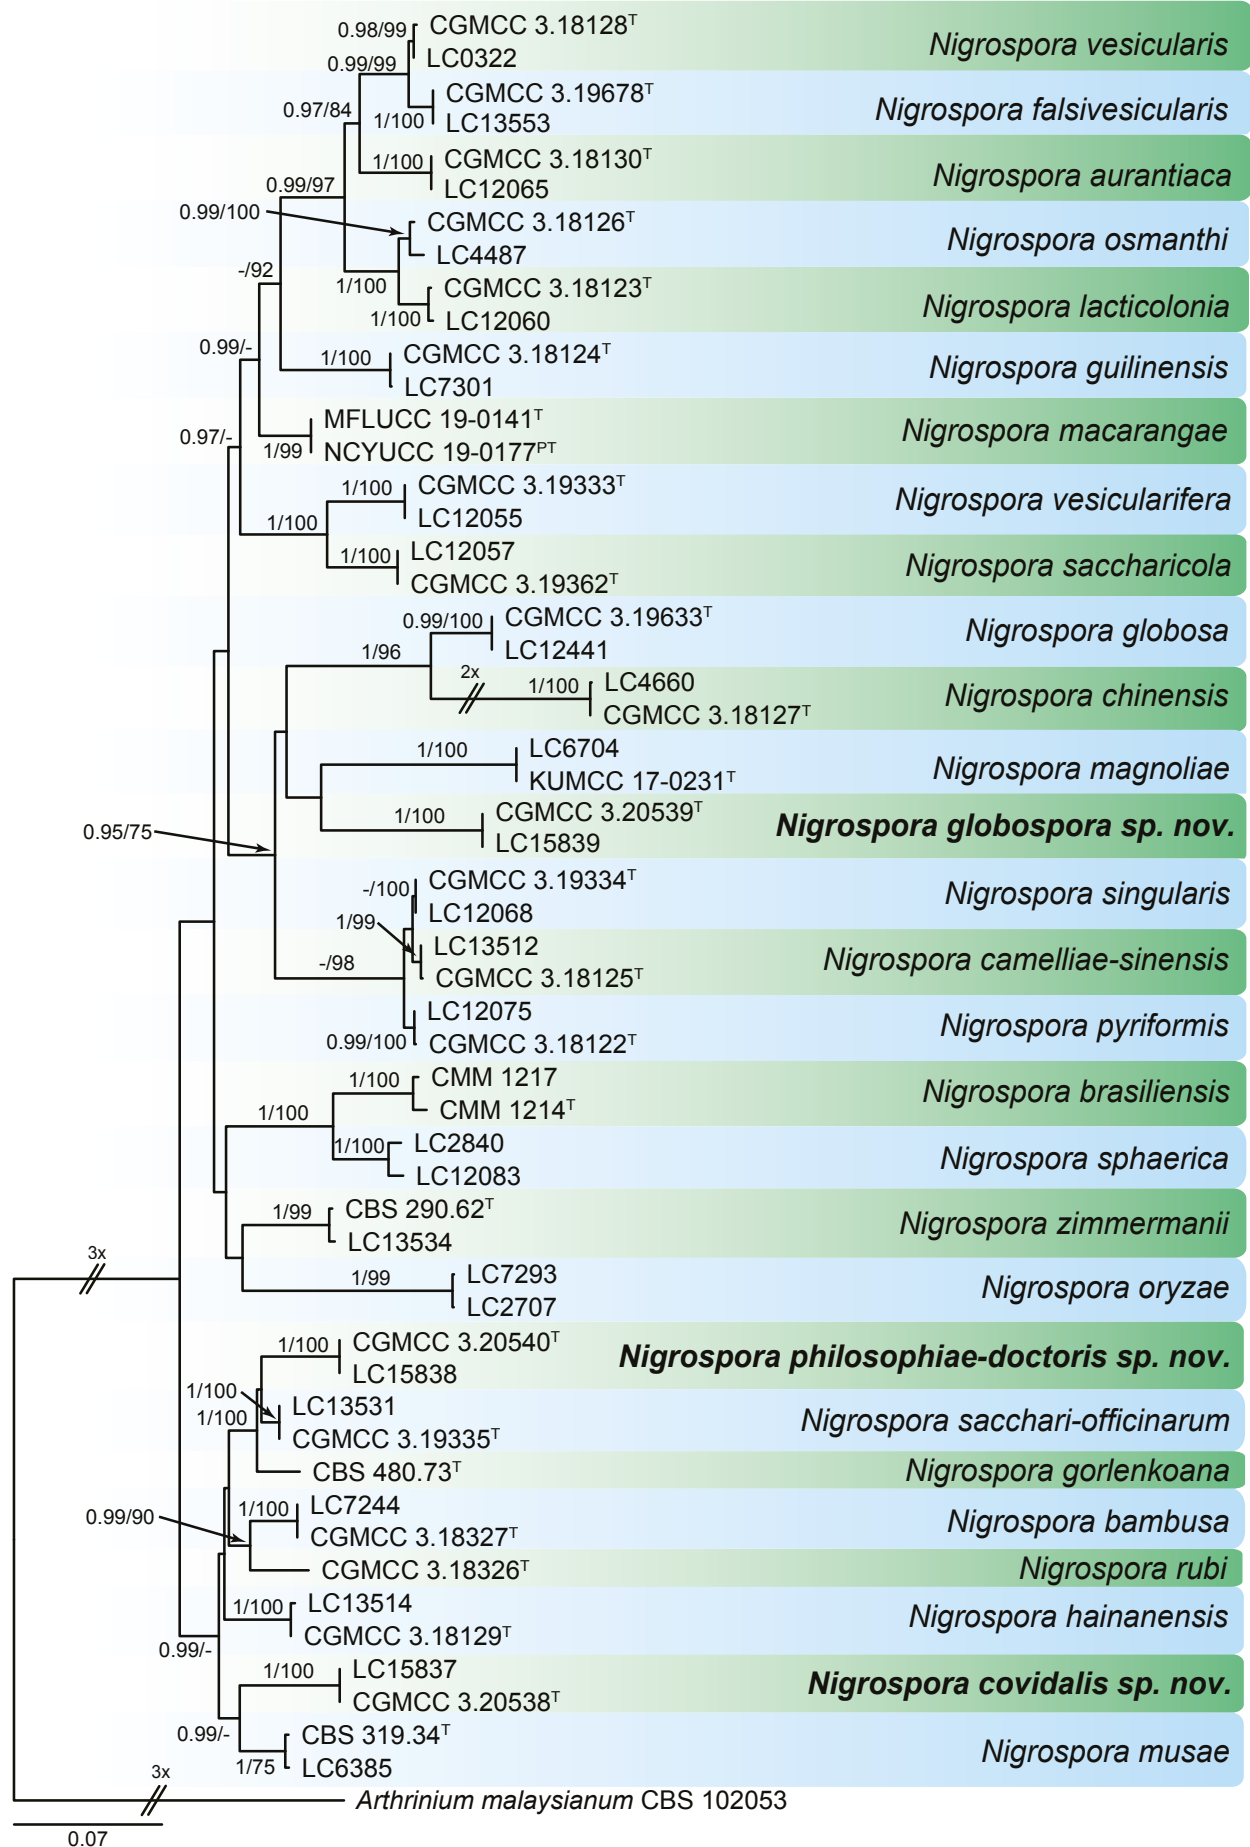 0.98/99
CGMCC 3.18128T
LC0322
Nigrospora vesicularis
0.99/99
CGMCC 3.19678T
LC13553
1/100
Nigrospora falsivesicularis
0.97/84
CGMCC 3.18130T
LC12065
1/100
Nigrospora aurantiaca
0.99/97
0.99/100
CGMCC 3.18126T
LC4487
Nigrospora osmanthi
1/100
CGMCC 3.18123T
LC12060
1/100
Nigrospora lacticolonia
-/92
1/100
CGMCC 3.18124T
LC7301
Nigrospora guilinensis
0.99/-
MFLUCC 19-0141T
NCYUCC 19-0177PT
1/99
Nigrospora macarangae
0.97/-
1/100
CGMCC 3.19333T
LC12055
Nigrospora vesicularifera
1/100
1/100
LC12057
CGMCC 3.19362T
Nigrospora saccharicola
0.99/100
CGMCC 3.19633T
LC12441
Nigrospora globosa
1/96
2x
1/100
LC4660
CGMCC 3.18127T
Nigrospora chinensis
1/100
LC6704
KUMCC 17-0231T
Nigrospora magnoliae
0.95/75
1/100
CGMCC 3.20539T
LC15839
Nigrospora globospora sp. nov.
-/100
CGMCC 3.19334T
LC12068
Nigrospora singularis
1/99
LC13512
CGMCC 3.18125T
Nigrospora camelliae-sinensis
-/98
LC12075
CGMCC 3.18122T
0.99/100
Nigrospora pyriformis
1/100
CMM 1217
CMM 1214T
Nigrospora brasiliensis
1/100
1/100
LC2840
LC12083
Nigrospora sphaerica
1/99
CBS 290.62T
LC13534
Nigrospora zimmermanii
3x
1/99
LC7293
LC2707
Nigrospora oryzae
1/100
CGMCC 3.20540T
LC15838
Nigrospora philosophiae-doctoris sp. nov.
1/100
1/100
LC13531
CGMCC 3.19335T
Nigrospora sacchari-officinarum
CBS 480.73T
Nigrospora gorlenkoana
0.99/90
1/100
LC7244
CGMCC 3.18327T
Nigrospora bambusa
CGMCC 3.18326T
Nigrospora rubi
1/100
LC13514
CGMCC 3.18129T
Nigrospora hainanensis
0.99/-
1/100
LC15837
CGMCC 3.20538T
Nigrospora covidalis sp. nov.
0.99/-
CBS 319.34T
LC6385
1/75
Nigrospora musae
3x
Arthrinium malaysianum CBS 102053
0.07